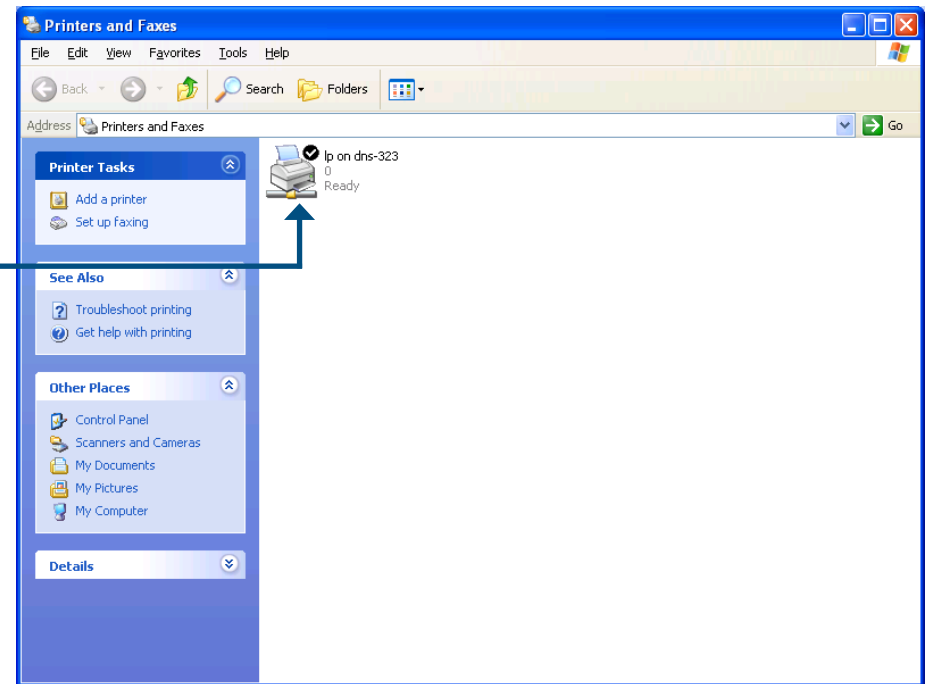 Printers and Faxes
File Edit View Favorites Tools Help
Back Search Folders
Address Printers and Faxes Go
Printer Tasks
Add a printer
Set up faxing
See Also
Troubleshoot printing
Get help with printing
Other Places
Control Panel
Scanners and Cameras
My Documents
My Pictures
My Computer
Details
lp on dns-323
0
Ready